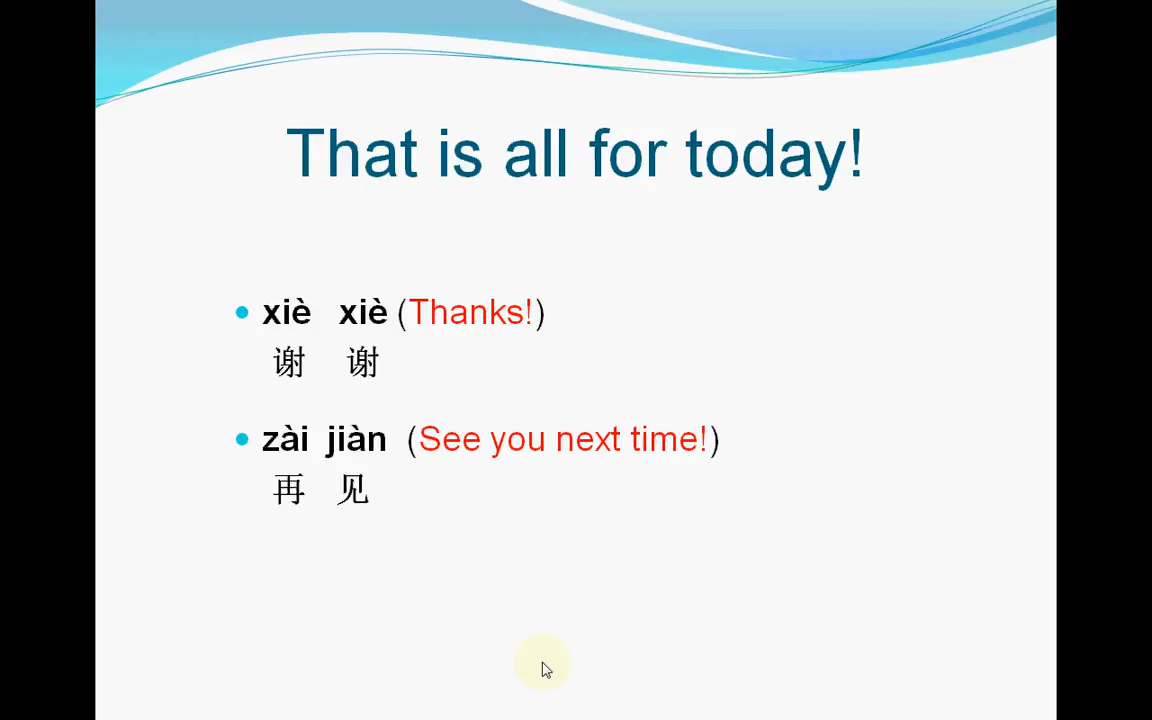 That is all for today!
• xiè xiè (Thanks!)
谢 谢
• zài jiàn (See you next time!)
再 见